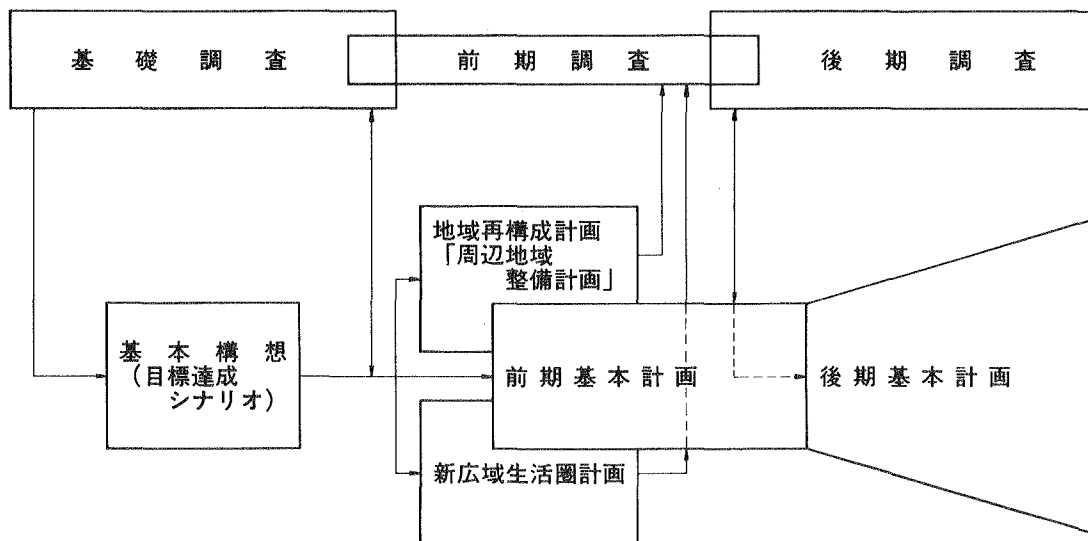 基礎調査
前期調査
後期調査
地域再構成計画
「周辺地域
整備計画」
基本構想
(目標達成
シナリオ)
前期基本計画
後期基本計画
新広域生活圏計画